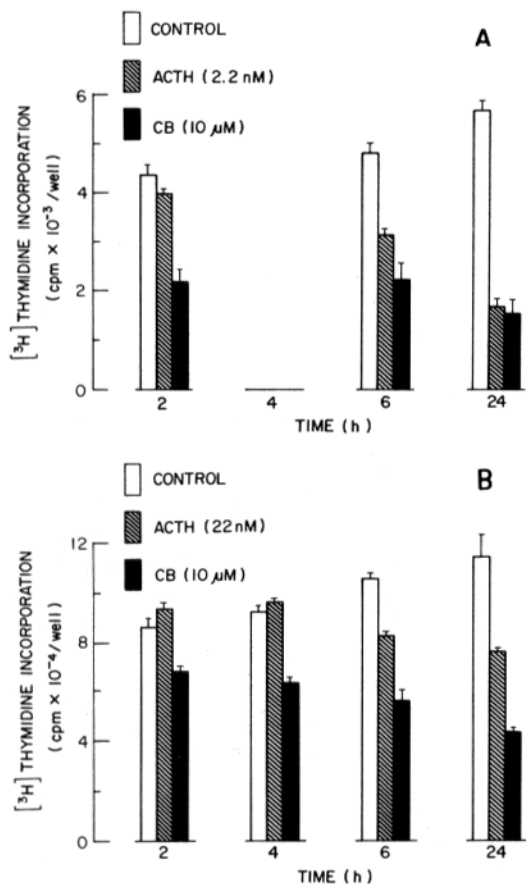 CONTROL
A
ACTH (2.2 nM)
CB (10 µM)
[³H] THYMIDINE INCORPORATION
(cpm × 10⁻³ /well)
6
4
2
0
2 4 6 24
TIME (h)
CONTROL
B
ACTH (22 nM)
CB (10 µM)
[³H] THYMIDINE INCORPORATION
(cpm × 10⁻⁴/well)
12
8
4
0
2 4 6 24
TIME (h)